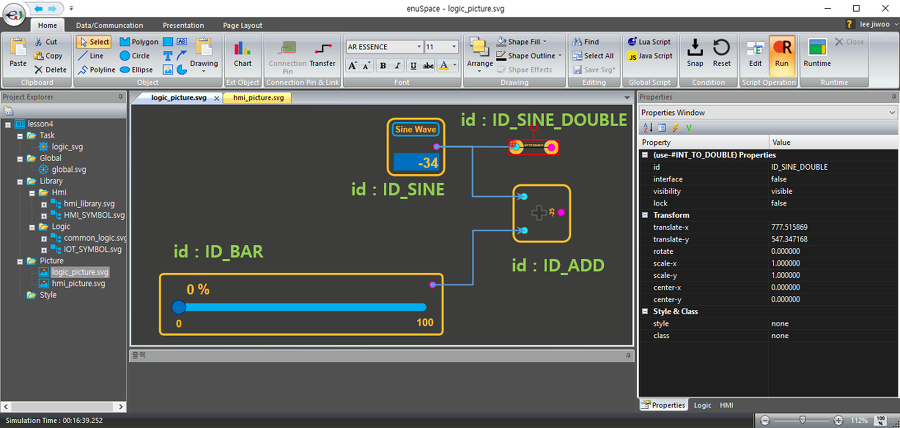 enuSpace - logic_picture.svg
Home
Data/Communcation
Presentation
Page Layout
lee jiwoo
Paste
Cut
Copy
Delete
Clipboard
Select
Line
Polyline
Polygon
Circle
Ellipse
AB
Drawing
Object
Chart
Ext Object
Connection Pin
Transfer
Connection Pin & Link
AR ESSENCE
11
B I U abe
Font
Arrange
Shape Fill
Shape Outline
Shpae Effects
Drawing
Find
Select All
Save Svg*
Editing
Lua Script
Java Script
Global Script
Snap
Reset
Condition
Edit
Run
Script Operation
Runtime
Close
Runtime
Project Explorer
lesson4
Task
logic_svg
Global
global.svg
Library
Hmi
hmi_library.svg
HMI_SYMBOL.svg
Logic
common_logic.svg
IOT_SYMBOL.svg
Picture
logic_picture.svg
hmi_picture.svg
Style
logic_picture.svg
hmi_picture.svg
Sine Wave
-34
id : ID_SINE
id : ID_SINE_DOUBLE
-35
id : ID_ADD
id : ID_BAR
0 %
0
100
출력
Properties
Properties Window
Property Value
(use-#INT_TO_DOUBLE) Properties
id ID_SINE_DOUBLE
interface false
visibility visible
lock false
Transform
translate-x 777.515869
translate-y 547.347168
rotate 0.000000
scale-x 1.000000
scale-y 1.000000
center-x 0.000000
center-y 0.000000
Style & Class
style none
class none
Properties
Logic
HMI
Simulation Time : 00:16:39.252
112%
100 %